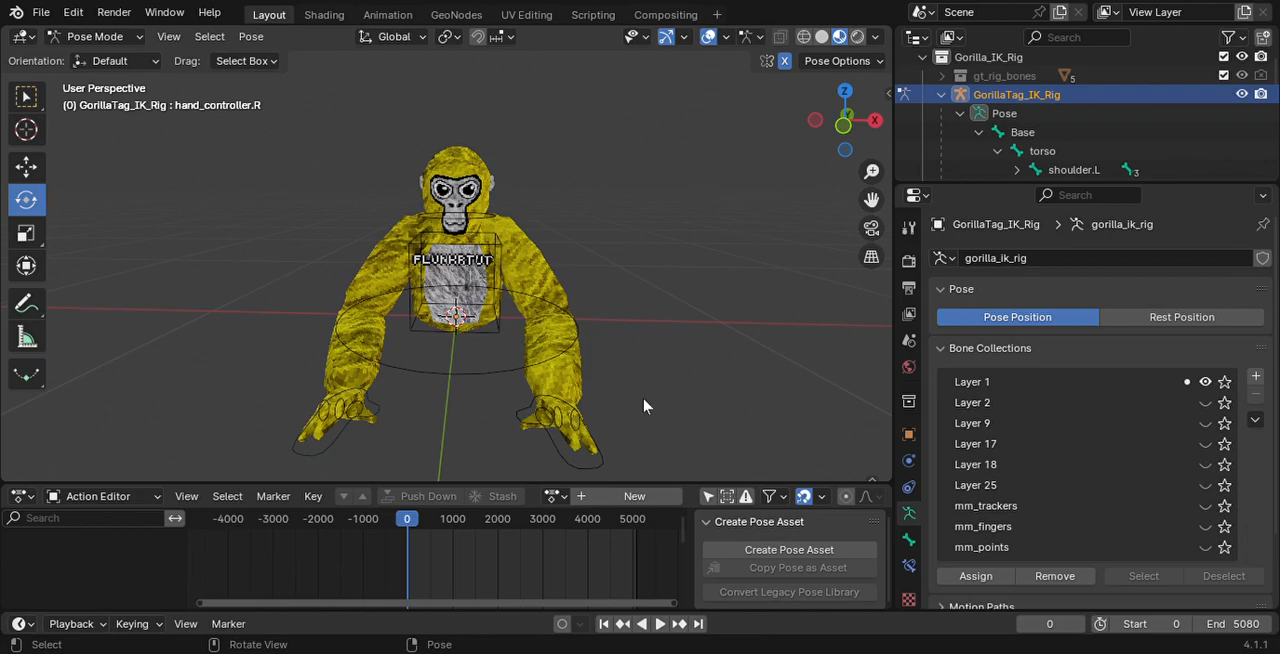 File Edit Render Window Help Layout Shading Animation GeoNodes UV Editing Scripting Compositing + Scene View Layer
Pose Mode View Select Pose Global Search
Orientation: Default Drag: Select Box X Pose Options
Gorilla_IK_Rig
gt_rig_bones 5
GorillaTag_IK_Rig
Pose
Base
torso
shoulder.L 3
User Perspective
(0) GorillaTag_IK_Rig : hand_controller.R
Z
X
FLUNKRTUT
Search
GorillaTag_IK_Rig > gorilla_ik_rig
gorilla_ik_rig
Pose
Pose Position Rest Position
Bone Collections
Layer 1
Layer 2
Layer 9
Layer 17
Layer 18
Layer 25
mm_trackers
mm_fingers
mm_points
Assign Remove Select Deselect
Motion Paths
Action Editor View Select Marker Key Push Down Stash + New
Search -4000 -3000 -2000 -1000 0 1000 2000 3000 4000 5000
Create Pose Asset
Create Pose Asset
Copy Pose as Asset
Convert Legacy Pose Library
Playback Keying View Marker 0 Start 0 End 5080
Select Rotate View Pose 4.1.1